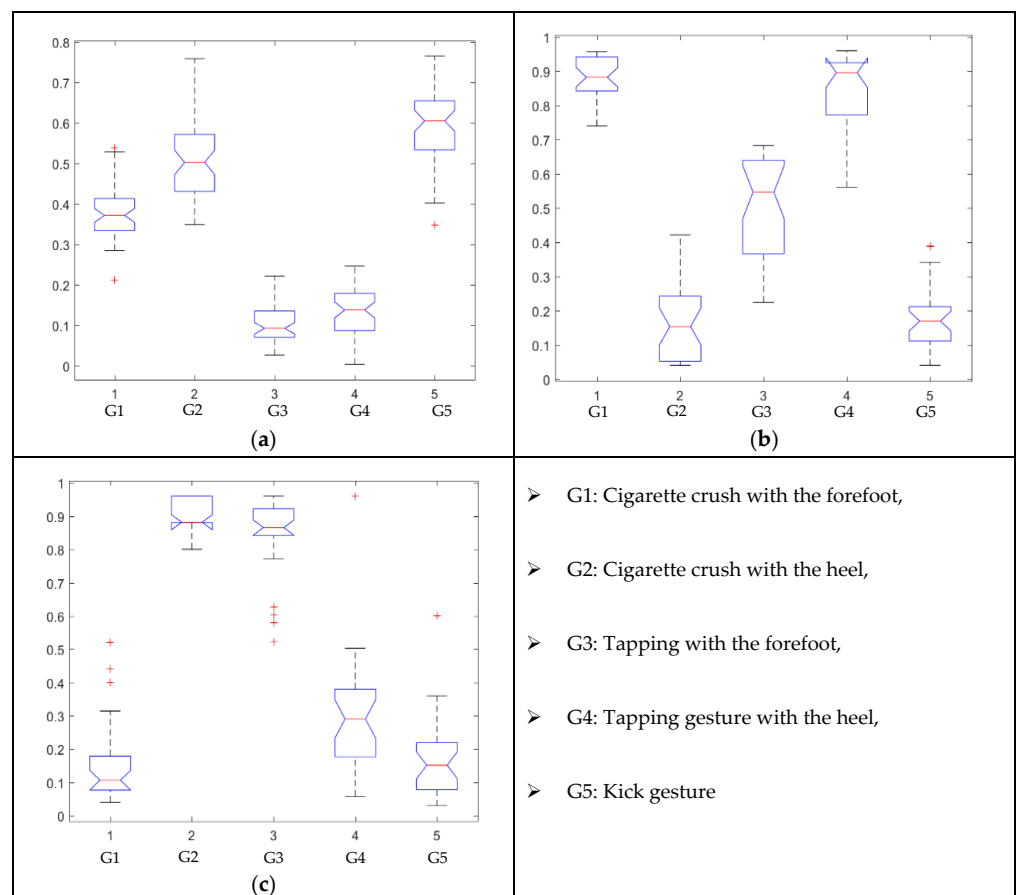 0.8
0.7
0.6
0.5
0.4
0.3
0.2
0.1
0
1 2 3 4 5
G1 G2 G3 G4 G5
(a)
1
0.9
0.8
0.7
0.6
0.5
0.4
0.3
0.2
0.1
0
1 2 3 4 5
G1 G2 G3 G4 G5
(b)
1
0.9
0.8
0.7
0.6
0.5
0.4
0.3
0.2
0.1
0
1 2 3 4 5
G1 G2 G3 G4 G5
(c)
➢ G1: Cigarette crush with the forefoot,
➢ G2: Cigarette crush with the heel,
➢ G3: Tapping with the forefoot,
➢ G4: Tapping gesture with the heel,
➢ G5: Kick gesture